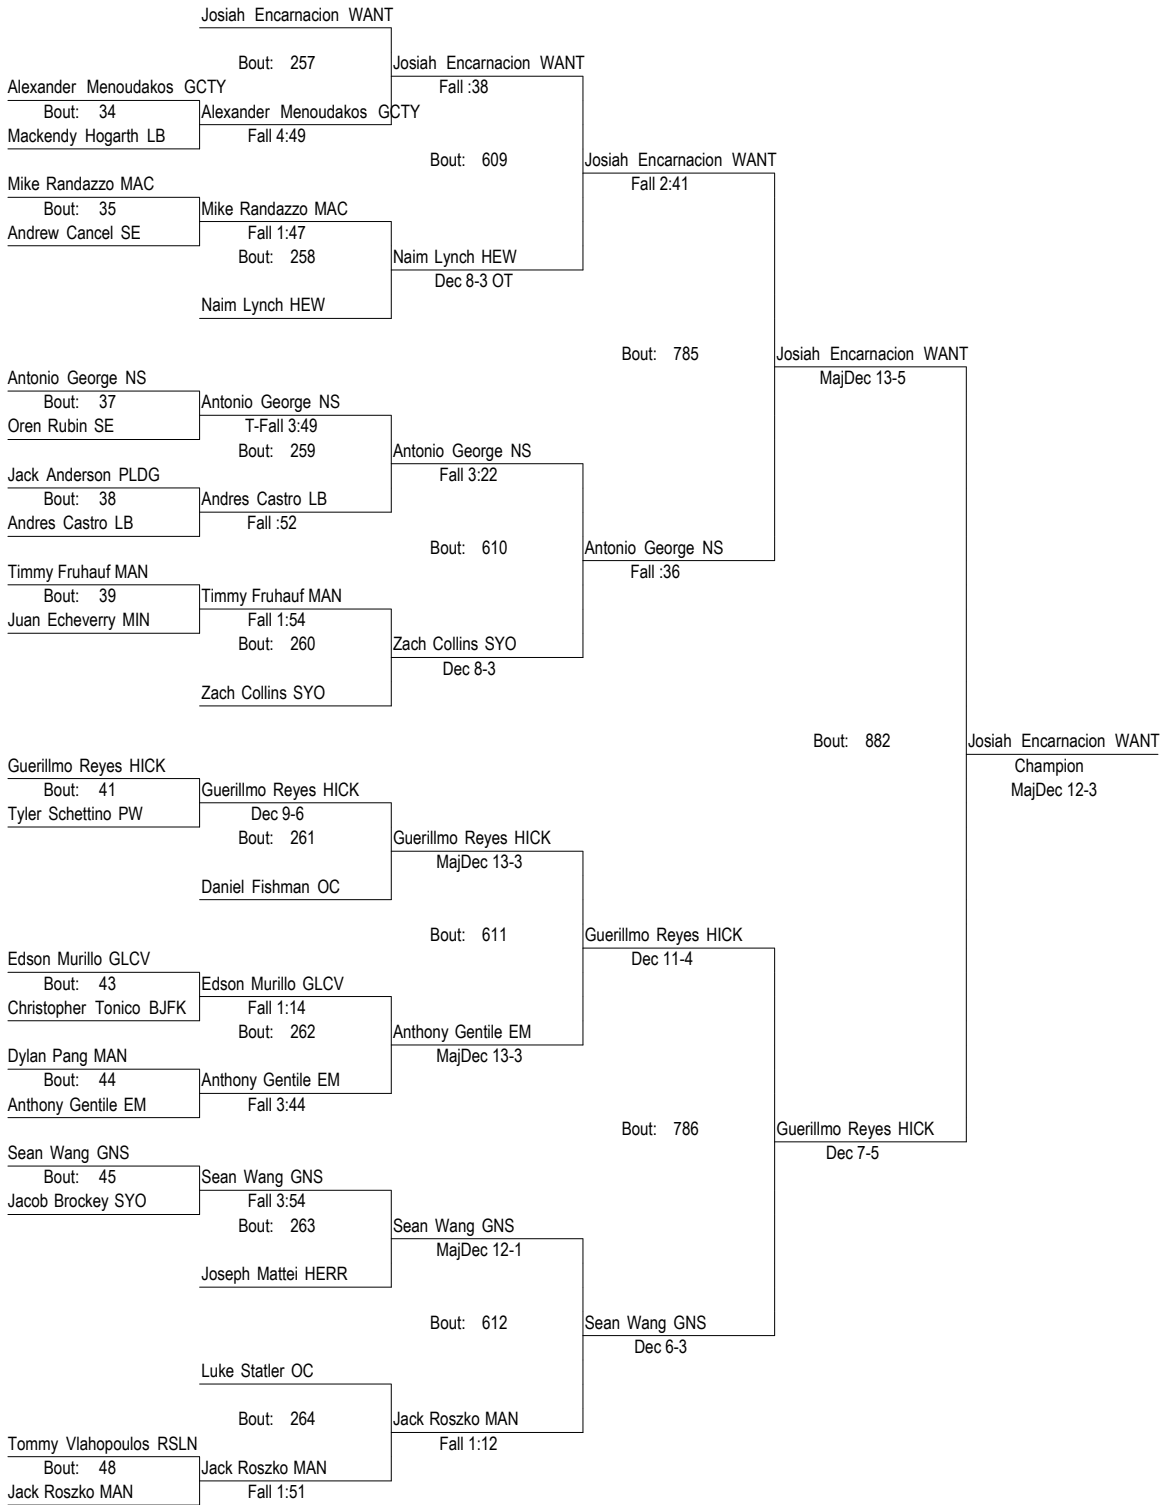 Josiah Encarnacion WANT
Bout: 257
Josiah Encarnacion WANT
Fall :38
Alexander Menoudakos GCTY
Bout: 34
Alexander Menoudakos GCTY
Mackendy Hogarth LB
Fall 4:49
Bout: 609
Josiah Encarnacion WANT
Fall 2:41
Mike Randazzo MAC
Bout: 35
Mike Randazzo MAC
Andrew Cancel SE
Fall 1:47
Bout: 258
Naim Lynch HEW
Dec 8-3 OT
Naim Lynch HEW
Bout: 785
Josiah Encarnacion WANT
MajDec 13-5
Antonio George NS
Bout: 37
Antonio George NS
Oren Rubin SE
T-Fall 3:49
Bout: 259
Antonio George NS
Fall 3:22
Jack Anderson PLDG
Bout: 38
Andres Castro LB
Andres Castro LB
Fall :52
Bout: 610
Antonio George NS
Fall :36
Timmy Fruhauf MAN
Bout: 39
Timmy Fruhauf MAN
Juan Echeverry MIN
Fall 1:54
Bout: 260
Zach Collins SYO
Dec 8-3
Zach Collins SYO
Bout: 882
Josiah Encarnacion WANT
Champion
MajDec 12-3
Guerillmo Reyes HICK
Bout: 41
Guerillmo Reyes HICK
Tyler Schettino PW
Dec 9-6
Bout: 261
Guerillmo Reyes HICK
MajDec 13-3
Daniel Fishman OC
Bout: 611
Guerillmo Reyes HICK
Dec 11-4
Edson Murillo GLCV
Bout: 43
Edson Murillo GLCV
Christopher Tonico BJFK
Fall 1:14
Bout: 262
Anthony Gentile EM
MajDec 13-3
Dylan Pang MAN
Bout: 44
Anthony Gentile EM
Anthony Gentile EM
Fall 3:44
Bout: 786
Guerillmo Reyes HICK
Dec 7-5
Sean Wang GNS
Bout: 45
Sean Wang GNS
Jacob Brockey SYO
Fall 3:54
Bout: 263
Sean Wang GNS
MajDec 12-1
Joseph Mattei HERR
Bout: 612
Sean Wang GNS
Dec 6-3
Luke Statler OC
Bout: 264
Jack Roszko MAN
Fall 1:12
Tommy Vlahopoulos RSLN
Bout: 48
Jack Roszko MAN
Jack Roszko MAN
Fall 1:51